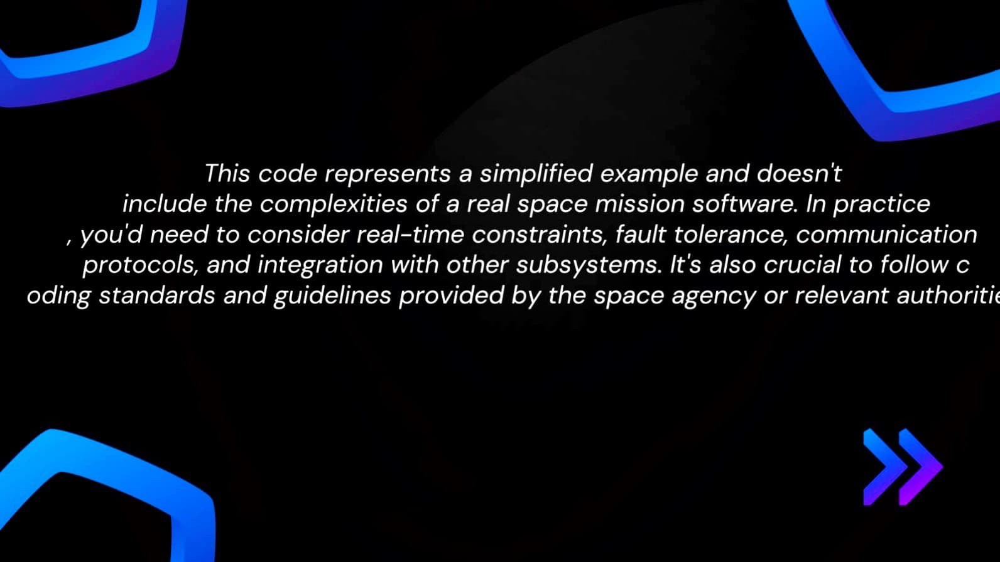 This code represents a simplified example and doesn't
include the complexities of a real space mission software. In practice
, you'd need to consider real-time constraints, fault tolerance, communication
protocols, and integration with other subsystems. It's also crucial to follow c
oding standards and guidelines provided by the space agency or relevant authoritie